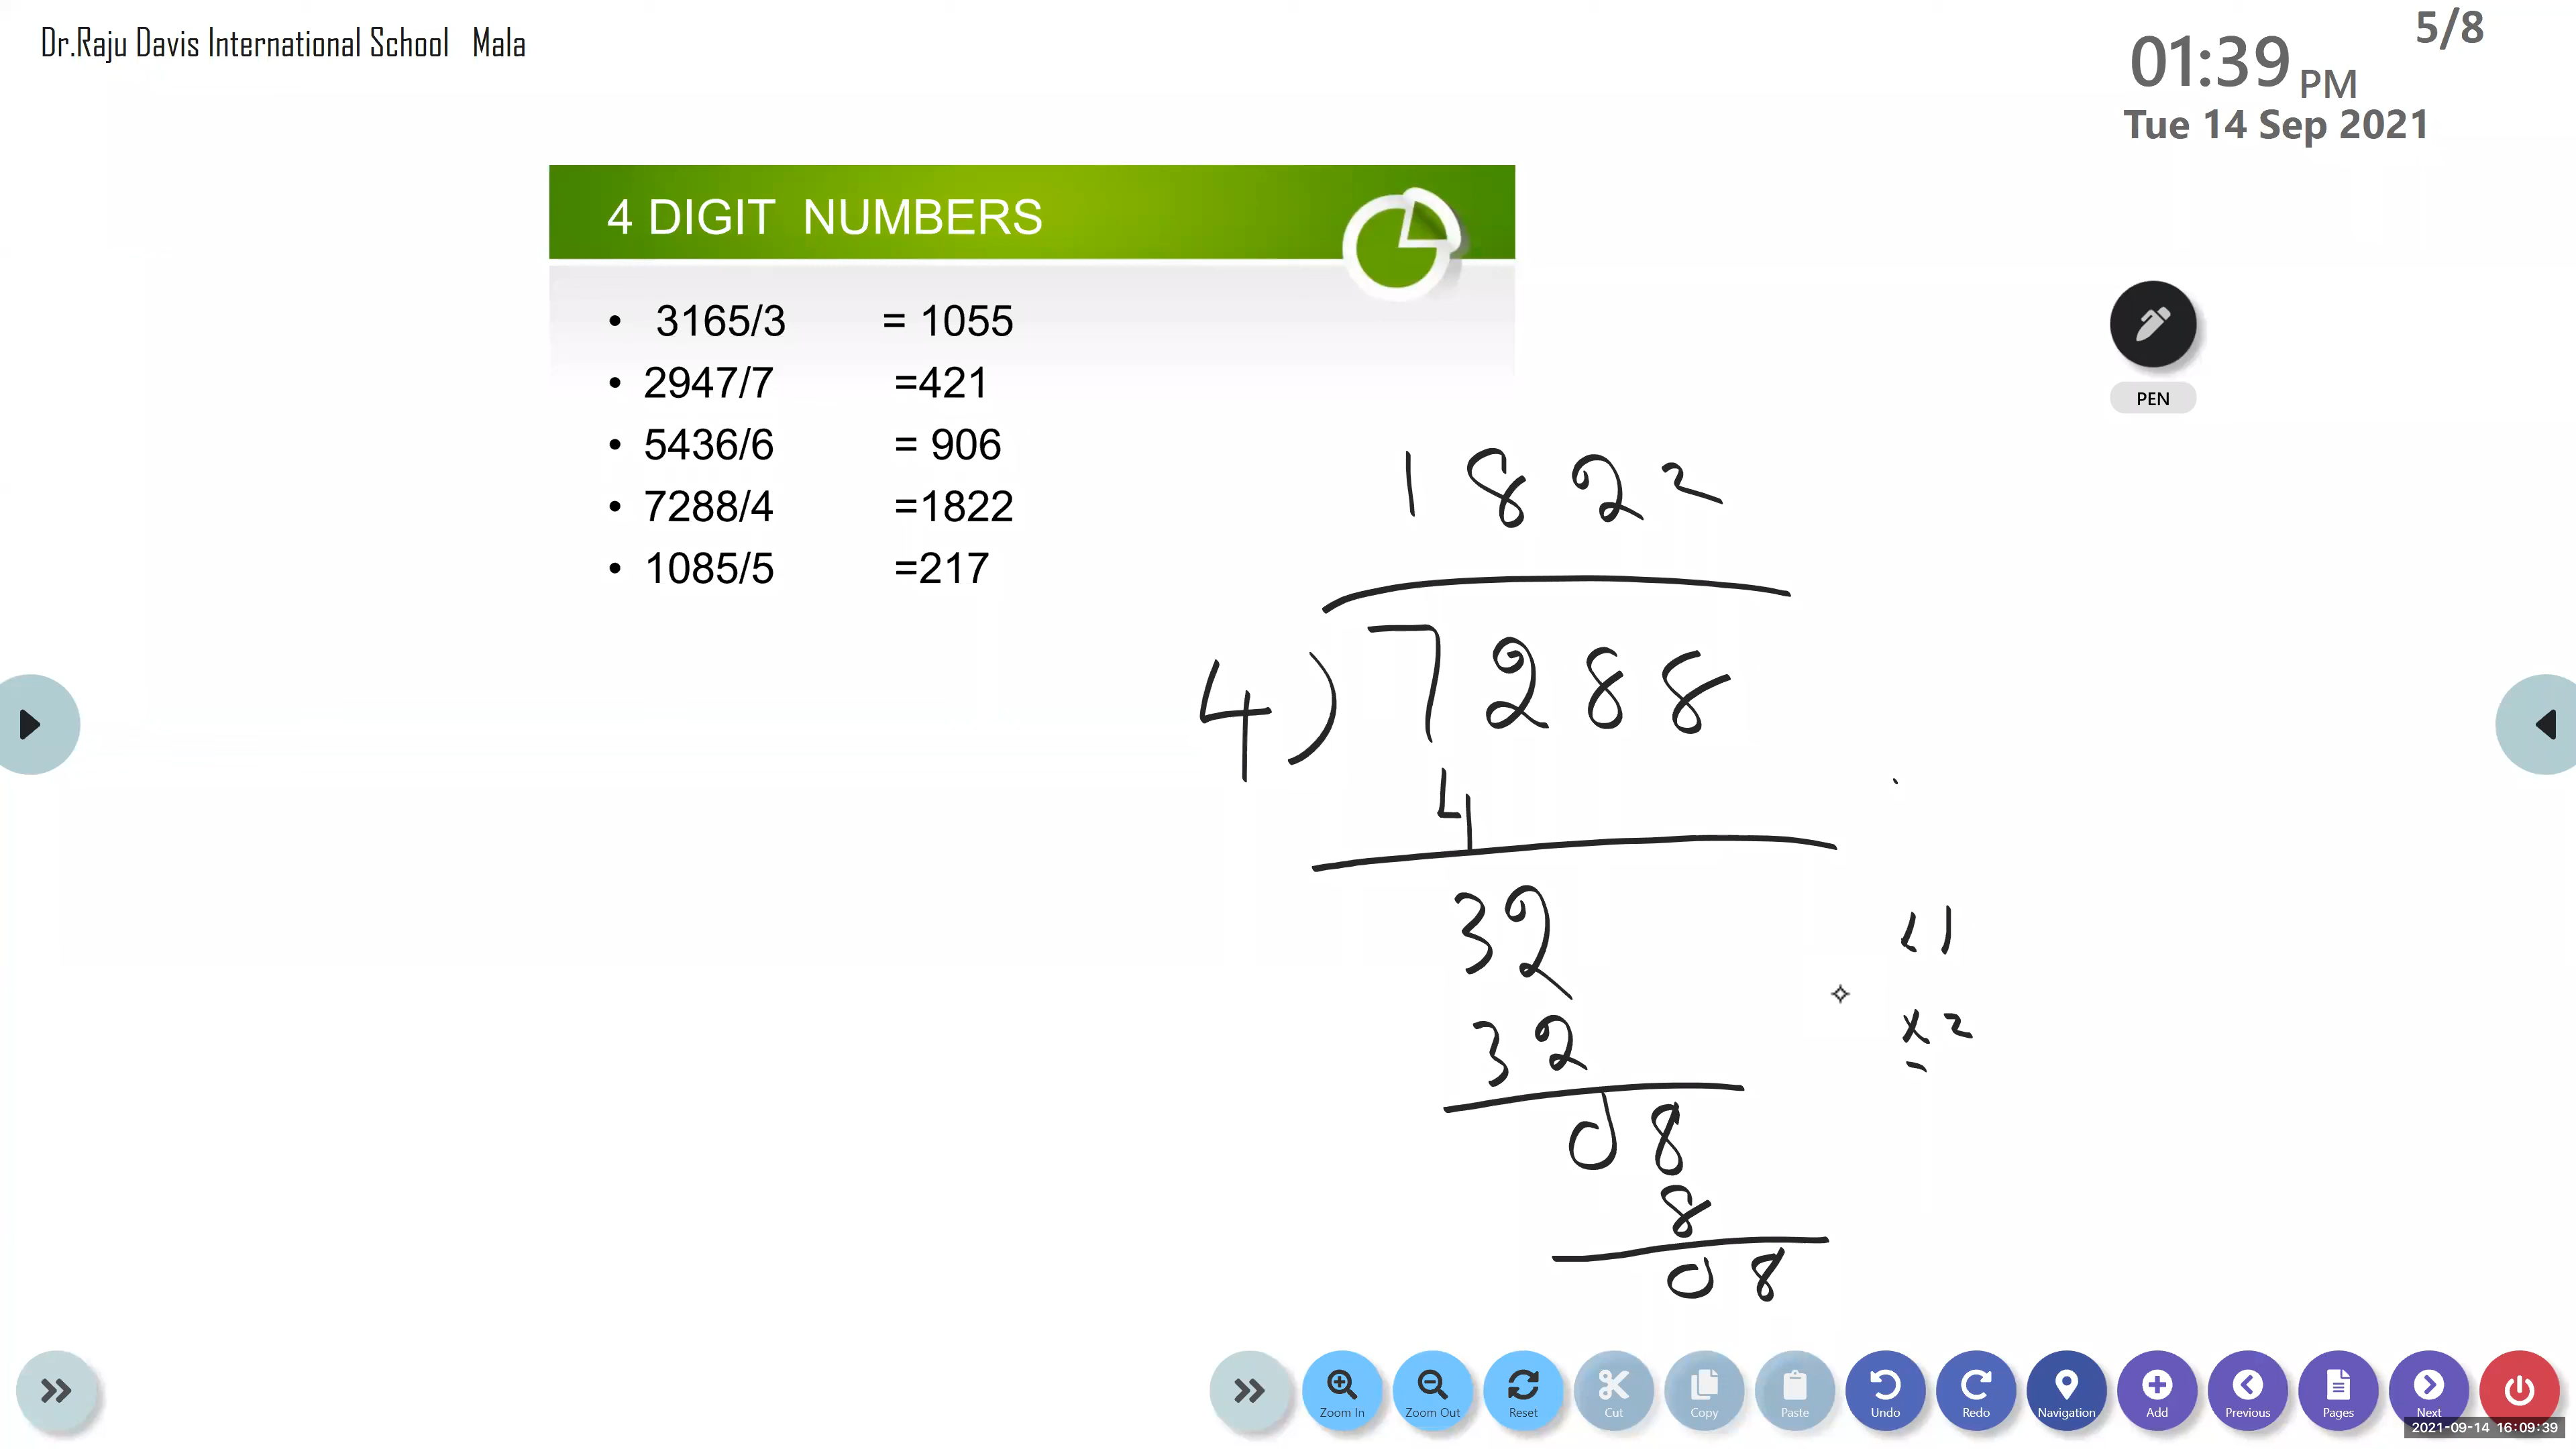 Dr.Raju Davis International School   Mala
5/8
01:39 PM
Tue 14 Sep 2021
4 DIGIT  NUMBERS
• 3165/3 = 1055
• 2947/7 =421
• 5436/6 = 906
• 7288/4 =1822
• 1085/5 =217
PEN
1822
4)7288
4
32
32
08
8
08
11
x2
Zoom In
Zoom Out
Reset
Cut
Copy
Paste
Undo
Redo
Navigation
Add
Previous
Pages
Next
2021-09-14  16:09:39